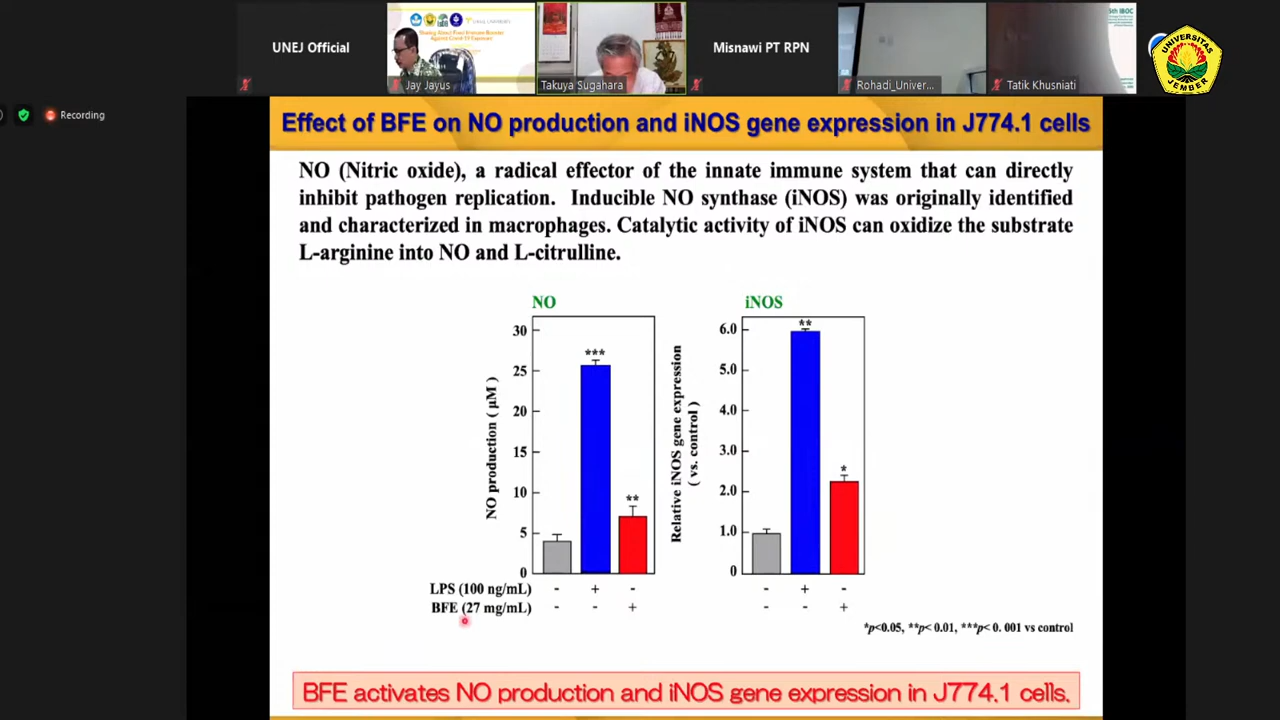 UNEJ Official
Jay Jayus
Takuya Sugahara
Misnawi PT RPN
Rohadi_Univer...
Tatik Khusniati
UNIVERSITAS
JEMBER
Recording
Effect of BFE on NO production and iNOS gene expression in J774.1 cells
NO (Nitric oxide), a radical effector of the innate immune system that can directly
inhibit pathogen replication. Inducible NO synthase (iNOS) was originally identified
and characterized in macrophages. Catalytic activity of iNOS can oxidize the substrate
L-arginine into NO and L-citrulline.
NO
NO production ( μM )
30
25
20
15
10
5
0
***
**
iNOS
Relative iNOS gene expression
( vs. control )
6.0
5.0
4.0
3.0
2.0
1.0
0
**
*
LPS (100 ng/mL) - + - - + -
BFE (27 mg/mL) - - + - - +
*p<0.05, **p< 0.01, ***p< 0. 001 vs control
BFE activates NO production and iNOS gene expression in J774.1 cells.